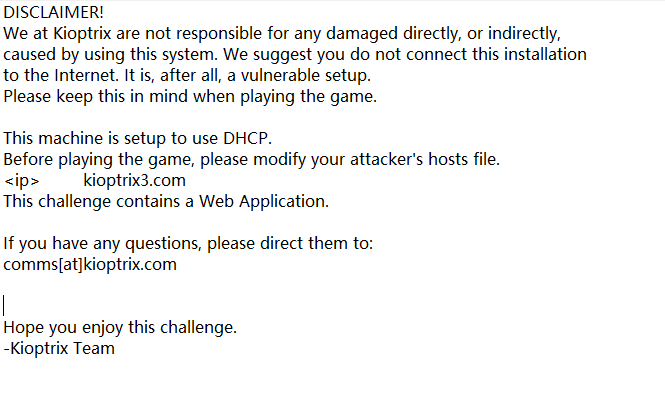 DISCLAIMER!
We at Kioptrix are not responsible for any damaged directly, or indirectly,
caused by using this system. We suggest you do not connect this installation
to the Internet. It is, after all, a vulnerable setup.
Please keep this in mind when playing the game.
This machine is setup to use DHCP.
Before playing the game, please modify your attacker's hosts file.
<ip> kioptrix3.com
This challenge contains a Web Application.
If you have any questions, please direct them to:
comms[at]kioptrix.com
Hope you enjoy this challenge.
-Kioptrix Team